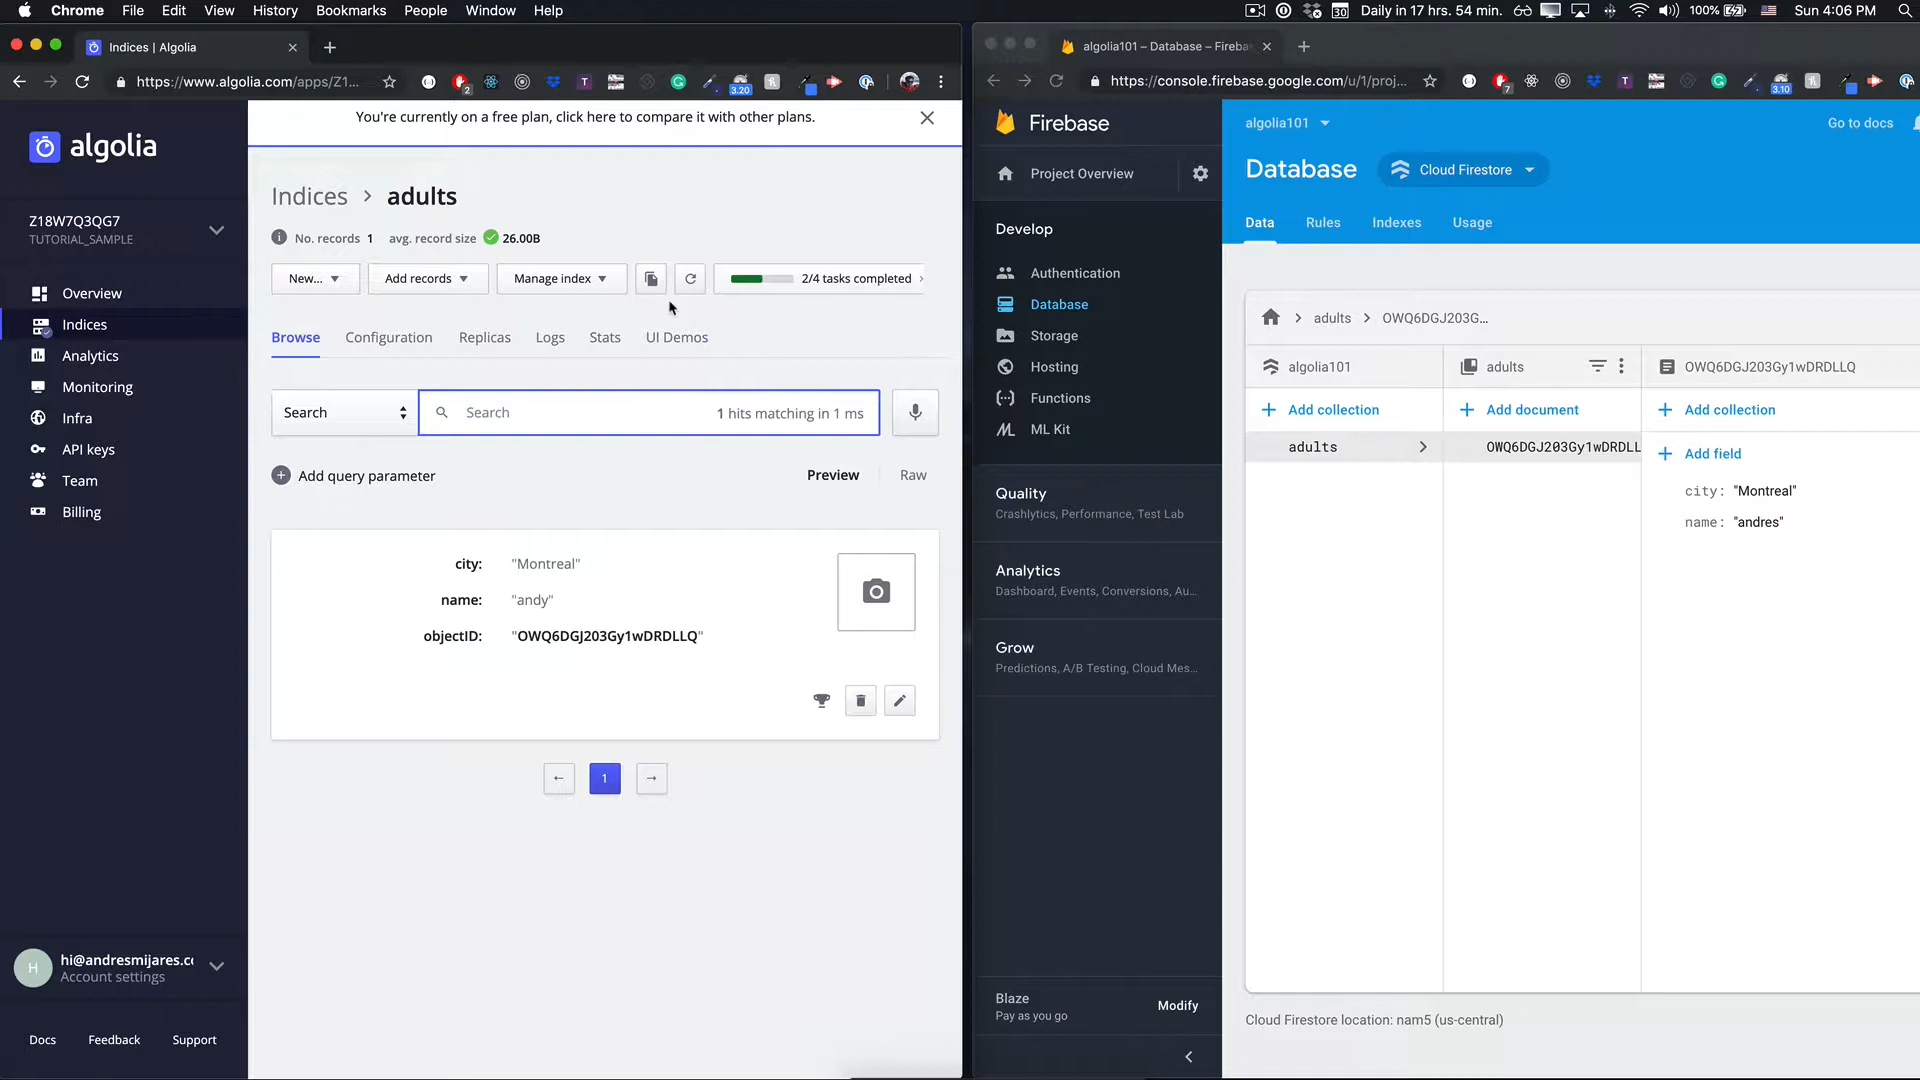 Chrome File Edit View History Bookmarks People Window Help
30 Daily in 17 hrs. 54 min. 100% Sun 4:06 PM
Indices | Algolia
https://www.algolia.com/apps/Z1...
2 T 3.20
algolia
Z18W7Q3QG7
TUTORIAL_SAMPLE
Overview
Indices
Analytics
Monitoring
Infra
API keys
Team
Billing
H
hi@andresmijares.cc
Account settings
Docs Feedback Support
You're currently on a free plan, click here to compare it with other plans.
Indices > adults
No. records 1 avg. record size 26.00B
New... Add records Manage index 2/4 tasks completed
Browse Configuration Replicas Logs Stats UI Demos
Search Search 1 hits matching in 1 ms
Add query parameter Preview Raw
city: "Montreal"
name: "andy"
objectID: "OWQ6DGJ203Gy1wDRDLLQ"
← 1 →
algolia101 – Database – Fireba
https://console.firebase.google.com/u/1/proj...
7 T 3.10
Firebase
Project Overview
Develop
Authentication
Database
Storage
Hosting
Functions
ML Kit
Quality
Crashlytics, Performance, Test Lab
Analytics
Dashboard, Events, Conversions, Au...
Grow
Predictions, A/B Testing, Cloud Mes...
Blaze
Pay as you go
Modify
algolia101 Go to docs
Database Cloud Firestore
Data Rules Indexes Usage
adults OWQ6DGJ203G...
algolia101 adults OWQ6DGJ203Gy1wDRDLLQ
+ Add collection + Add document + Add collection
adults OWQ6DGJ203Gy1wDRDLL
+ Add field
city: "Montreal"
name: "andres"
Cloud Firestore location: nam5 (us-central)